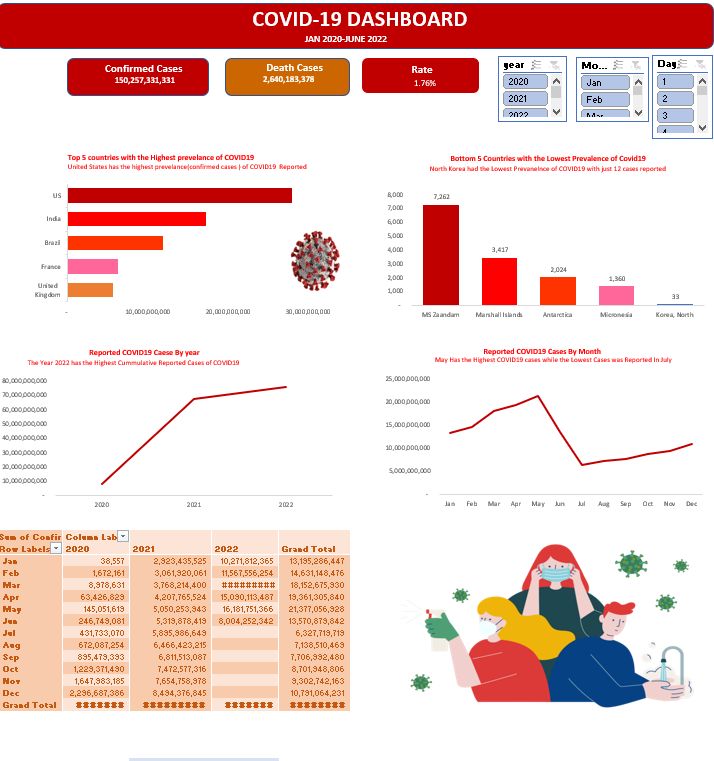 COVID-19 DASHBOARD
JAN 2020-JUNE 2022
Confirmed Cases
150,257,331,331
Death Cases
2,640,183,378
Rate
1.76%
year
2020
2021
2022
Mo...
Jan
Feb
Mar
Day
1
2
3
4
Top 5 countries with the Highest prevelance of COVID19
United States has the highest prevelance(confirmed cases ) of COVID19 Reported
US
India
Brazil
France
United
Kingdom
- 10,000,000,000 20,000,000,000 30,000,000,000
Bottom 5 Countries with the Lowest Prevalence of Covid19
North Korea had the Lowest Prevanelnce of COVID19 with just 12 cases reported
8,000
7,000
6,000
5,000
4,000
3,000
2,000
1,000
-
7,262
3,417
2,024
1,360
33
MS Zaandam Marshall Islands Antarctica Micronesia Korea, North
Reported COVID19 Caese By year
The Year 2022 has the Highest Cummulative Reported Cases of COVID19
80,000,000,000
70,000,000,000
60,000,000,000
50,000,000,000
40,000,000,000
30,000,000,000
20,000,000,000
10,000,000,000
-
2020 2021 2022
Reported COVID19 Cases By Month
May Has the Highest COVID19 cases while the Lowest Cases was Reported In July
25,000,000,000
20,000,000,000
15,000,000,000
10,000,000,000
5,000,000,000
-
Jan Feb Mar Apr May Jun Jul Aug Sep Oct Nov Dec
Sum of Confir Column Lab
Row Labels 2020 2021 2022 Grand Total
Jan 38,557 2,923,435,525 10,271,812,365 13,195,286,447
Feb 1,672,161 3,061,920,061 11,567,556,254 14,631,148,476
Mar 8,978,631 3,768,214,400 ######### 18,152,675,930
Apr 63,426,829 4,207,765,524 15,090,113,487 19,361,305,840
May 145,051,619 5,050,253,943 16,181,751,366 21,377,056,928
Jun 246,749,081 5,319,878,419 8,004,252,342 13,570,879,842
Jul 431,733,070 5,895,986,649 6,327,719,719
Aug 672,087,254 6,466,423,215 7,138,510,469
Sep 895,479,393 6,811,513,087 7,706,992,480
Oct 1,229,371,490 7,472,577,316 8,701,948,806
Nov 1,647,983,185 7,654,758,978 9,302,742,163
Dec 2,296,687,386 8,494,376,845 10,791,064,231
Grand Total ####### ######### ####### ########